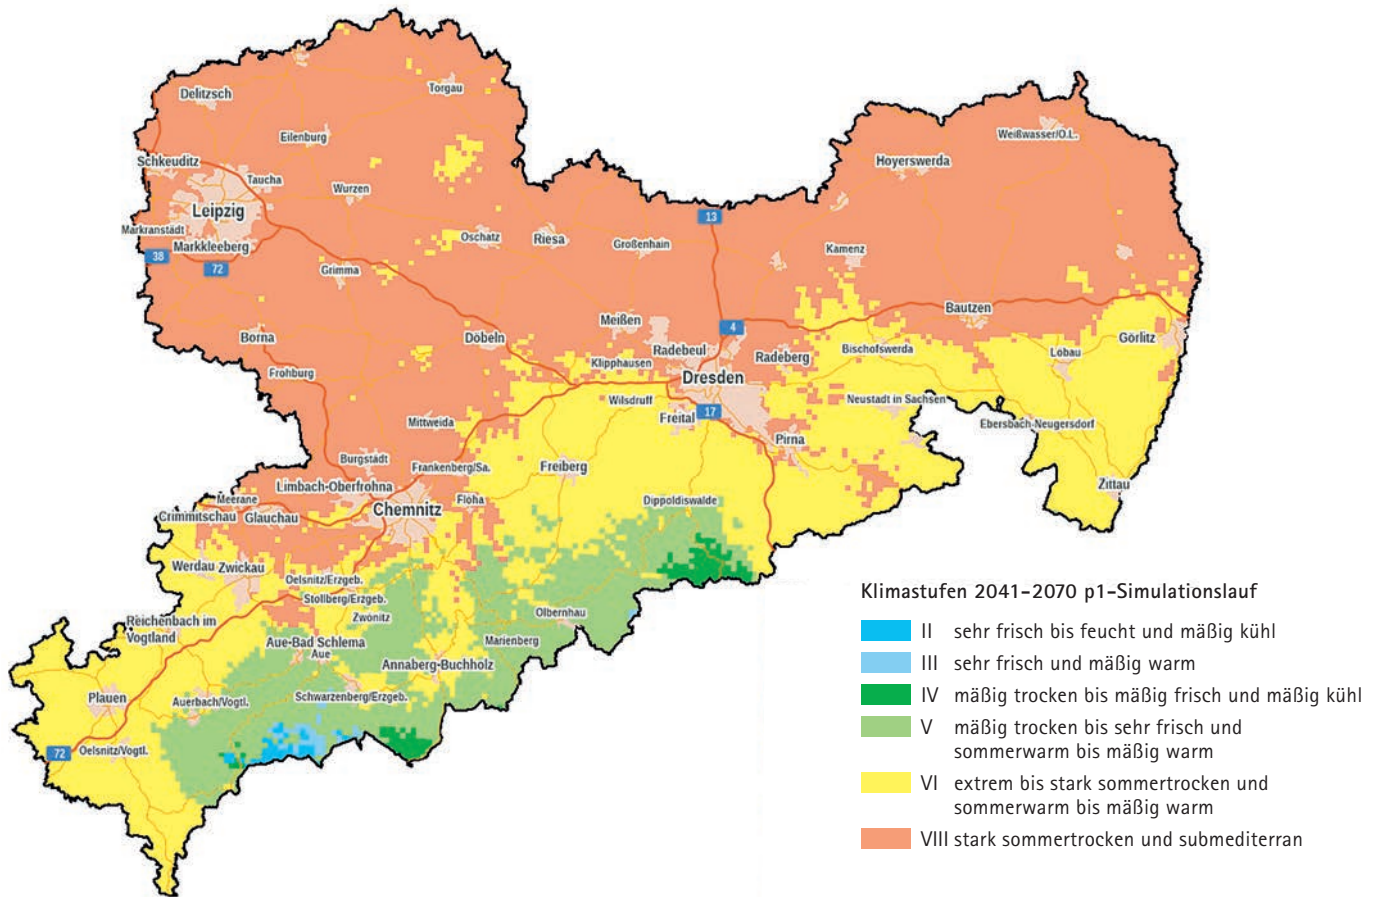 Delitzsch
Torgau
Eilenburg
Weißwasser/O.L.
Schkeuditz
Hoyerswerda
Taucha
Wurzen
Leipzig
Markranstädt
Markkleeberg
38
72
13
Oschatz
Riesa
Großenhain
Kamenz
Grimma
Bautzen
Meißen
4
Borna
Döbeln
Radebeul
Radeberg
Bischofswerda
Löbau
Görlitz
Klipphausen
Frohburg
Dresden
Wilsdruff
Freital
17
Neustadt in Sachsen
Mittweida
Pirna
Ebersbach-Neugersdorf
Burgstädt
Frankenberg/Sa.
Freiberg
Limbach-Oberfrohna
Zittau
Meerane
Chemnitz
Flöha
Dippoldiswalde
Crimmitschau
Glauchau
Werdau
Zwickau
Oelsnitz/Erzgeb.
Stollberg/Erzgeb.
Zwönitz
Olbernhau
Reichenbach im
Vogtland
Aue-Bad Schlema
Aue
Marienberg
Annaberg-Buchholz
Plauen
Auerbach/Vogtl.
Schwarzenberg/Erzgeb.
72
Oelsnitz/Vogtl.
Klimastufen 2041-2070 p1-Simulationslauf
II sehr frisch bis feucht und mäßig kühl
III sehr frisch und mäßig warm
IV mäßig trocken bis mäßig frisch und mäßig kühl
V mäßig trocken bis sehr frisch und
sommerwarm bis mäßig warm
VI extrem bis stark sommertrocken und
sommerwarm bis mäßig warm
VIII stark sommertrocken und submediterran